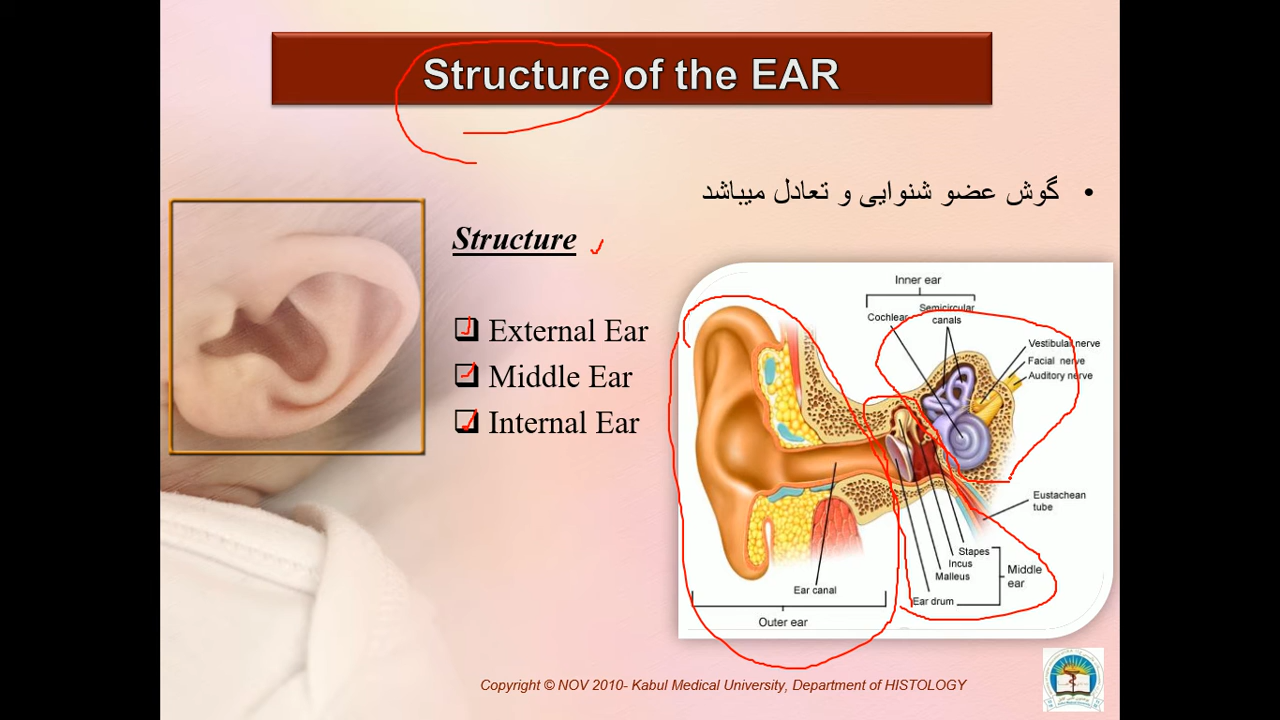 Structure of the EAR
• گوش عضو شنوایی و تعادل میباشد
Structure
External Ear
Middle Ear
Internal Ear
Inner ear
Semicircular
canals
Cochlear
Vestibular nerve
Facial nerve
Auditory nerve
Eustachean
tube
Stapes
Incus
Malleus
Ear drum
Middle
ear
Ear canal
Outer ear
Copyright © NOV 2010- Kabul Medical University, Department of HISTOLOGY